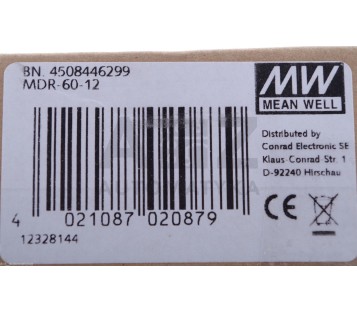 BN. 4508446299
MDR-60-12
MW
MEAN WELL
Distributed by
Conrad Electronic SE
Klaus-Conrad-Str. 1
D-92240 Hirschau
4 021087 020879
CE
12328144